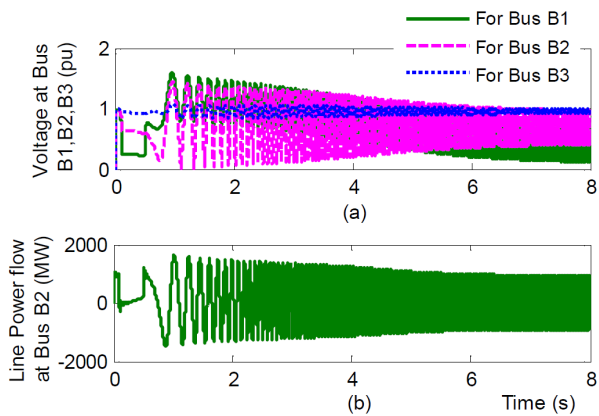 For Bus B1
For Bus B2
For Bus B3
Voltage at Bus
B1,B2,B3 (pu)
2
1
0
0 2 4 6 8
(a)
Line Power flow
at Bus B2 (MW)
2000
0
-2000
0 2 4 6 8
(b) Time (s)